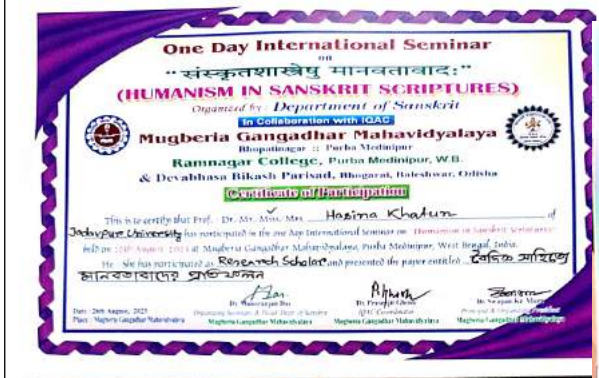 One Day International Seminar
on
"संस्कृतशास्त्रेषु मानवतावाद:"
(HUMANISM IN SANSKRIT SCRIPTURES)
Organized by: Department of Sanskrit
In Collaboration with IQAC
Mugberia Gangadhar Mahavidyalaya
Bhupatinagar :: Purba Medinipur
Ramnagar College, Purba Medinipur, W.B.
& Devabhasa Bikash Parisad, Bhograi, Baleshwar, Odisha
Certificate of Participation
This is certify that Prof. Dr. Mr. Miss. Mrs. Hasina Khatun of
Jadavpur University has participated in the one day International Seminar on "Humanism in Sanskrit Scriptures"
held on 26th August, 2023 at Mugberia Gangadhar Mahavidyalaya, Purba Medinipur, West Bengal, India.
He She has participated as Research Scholar and presented the paper entitled বৈদিক সাহিত্যে
মানবতাবাদের প্রতিফলন
IQAC Coordinator
Date : 26th August, 2023
Place : Mugberia Gangadhar Mahavidyalaya
Mugberia Gangadhar Mahavidyalaya
Mugberia Gangadhar Mahavidyalaya